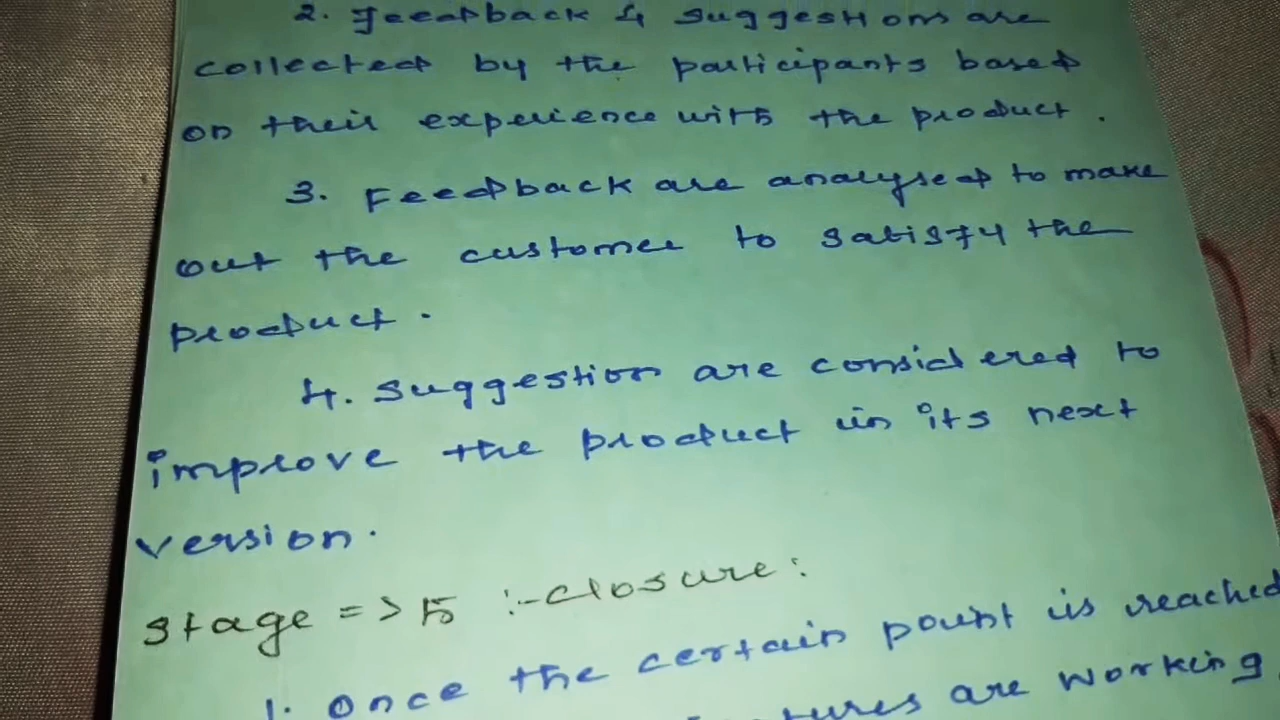 2. Feedback & suggestions are
collected by the participants based
on their experience with the product.
3. Feedback are analysed to make
out the customer to satisfy the
product.
4. suggestion are considered to
improve the product in its next
version.
stage => 5 :- closure:
1. Once the certain point is reached
are working